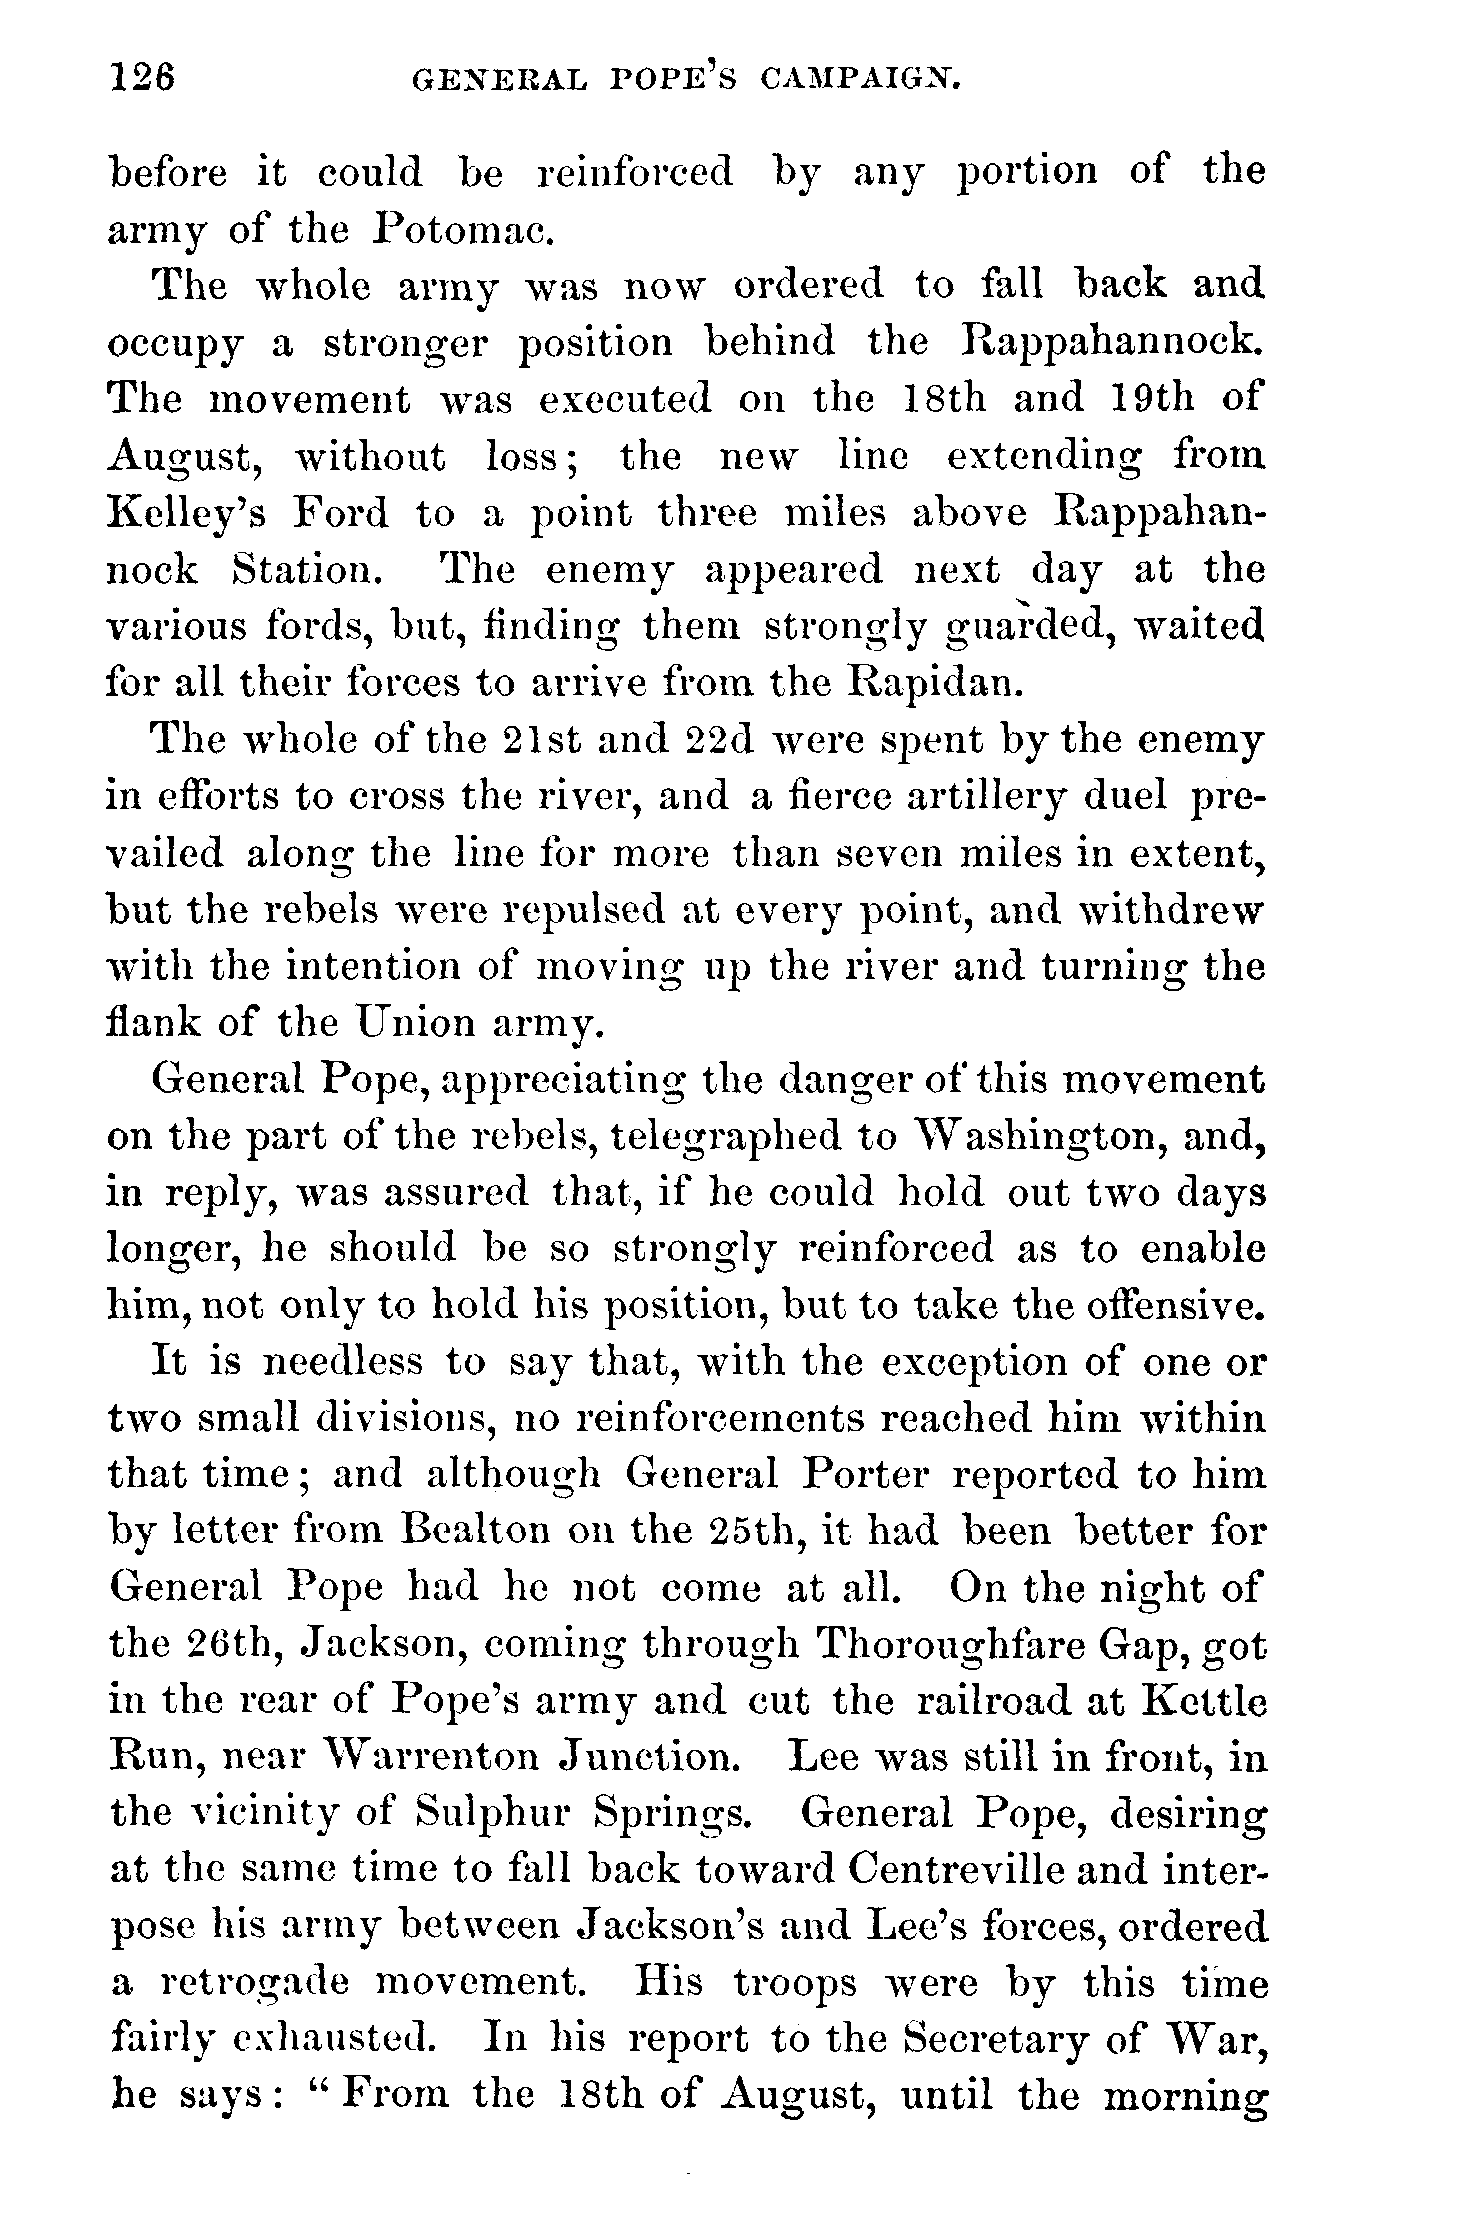 126 GENERAL POPE'S CAMPAIGN.
before it could be reinforced by any portion of the
army of the Potomac.
The whole army was now ordered to fall back and
occupy a stronger position behind the Rappahannock.
The movement was executed on the 18th and 19th of
August, without loss; the new line extending from
Kelley's Ford to a point three miles above Rappahan-
nock Station. The enemy appeared next day at the
various fords, but, finding them strongly guarded, waited
for all their forces to arrive from the Rapidan.
The whole of the 21st and 22d were spent by the enemy
in efforts to cross the river, and a fierce artillery duel pre-
vailed along the line for more than seven miles in extent,
but the rebels were repulsed at every point, and withdrew
with the intention of moving up the river and turning the
flank of the Union army.
General Pope, appreciating the danger of this movement
on the part of the rebels, telegraphed to Washington, and,
in reply, was assured that, if he could hold out two days
longer, he should be so strongly reinforced as to enable
him, not only to hold his position, but to take the offensive.
It is needless to say that, with the exception of one or
two small divisions, no reinforcements reached him within
that time; and although General Porter reported to him
by letter from Bealton on the 25th, it had been better for
General Pope had he not come at all. On the night of
the 26th, Jackson, coming through Thoroughfare Gap, got
in the rear of Pope's army and cut the railroad at Kettle
Run, near Warrenton Junction. Lee was still in front, in
the vicinity of Sulphur Springs. General Pope, desiring
at the same time to fall back toward Centreville and inter-
pose his army between Jackson's and Lee's forces, ordered
a retrogade movement. His troops were by this time
fairly exhausted. In his report to the Secretary of War,
he says: "From the 18th of August, until the morning